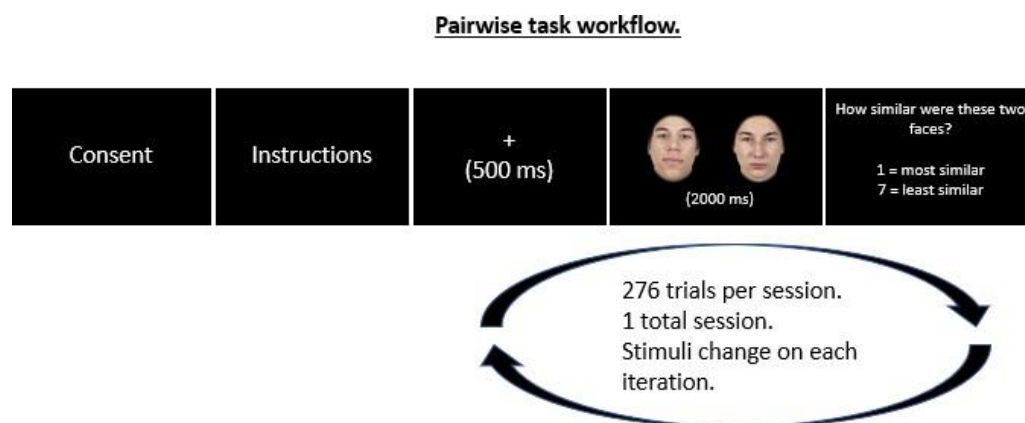 Pairwise task workflow.
Consent
Instructions
+
(500 ms)
(2000 ms)
How similar were these two
faces?
1 = most similar
7 = least similar
276 trials per session.
1 total session.
Stimuli change on each
iteration.